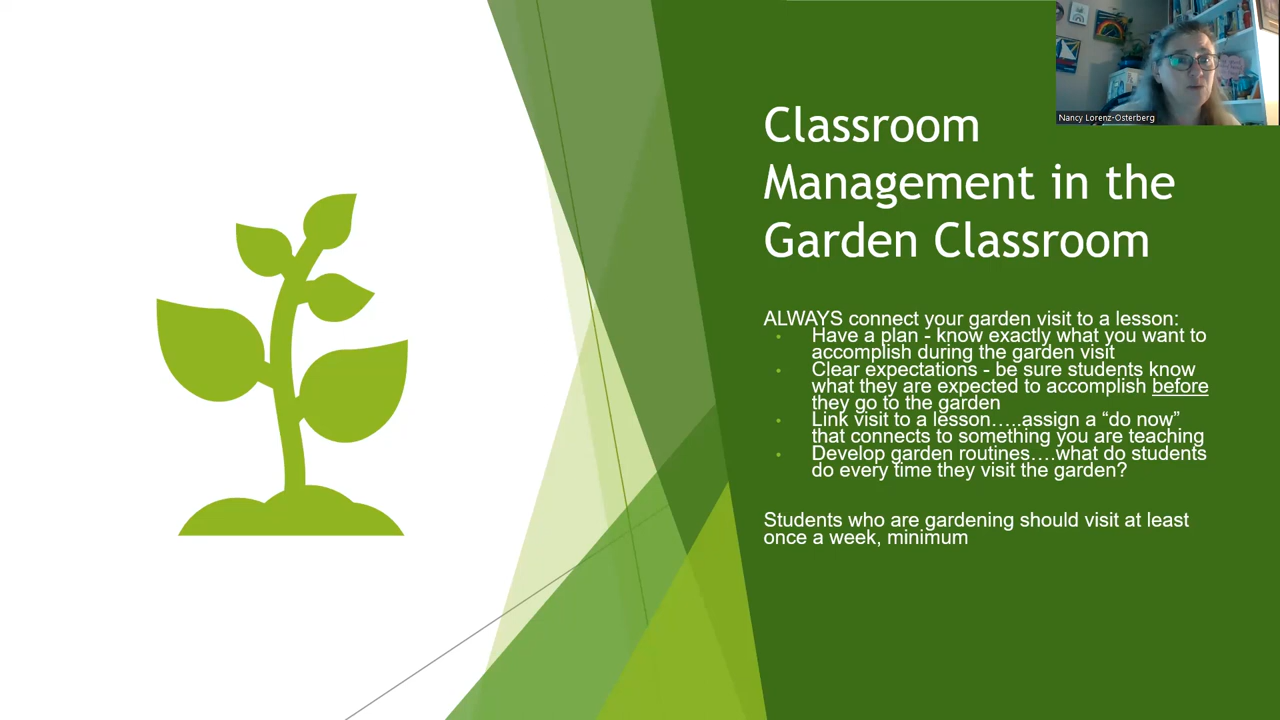 Nancy Lorenz-Osterberg
Classroom
Management in the
Garden Classroom
ALWAYS connect your garden visit to a lesson:
• Have a plan - know exactly what you want to
accomplish during the garden visit
• Clear expectations - be sure students know
what they are expected to accomplish before
they go to the garden
• Link visit to a lesson…..assign a “do now”
that connects to something you are teaching
• Develop garden routines….what do students
do every time they visit the garden?
Students who are gardening should visit at least
once a week, minimum